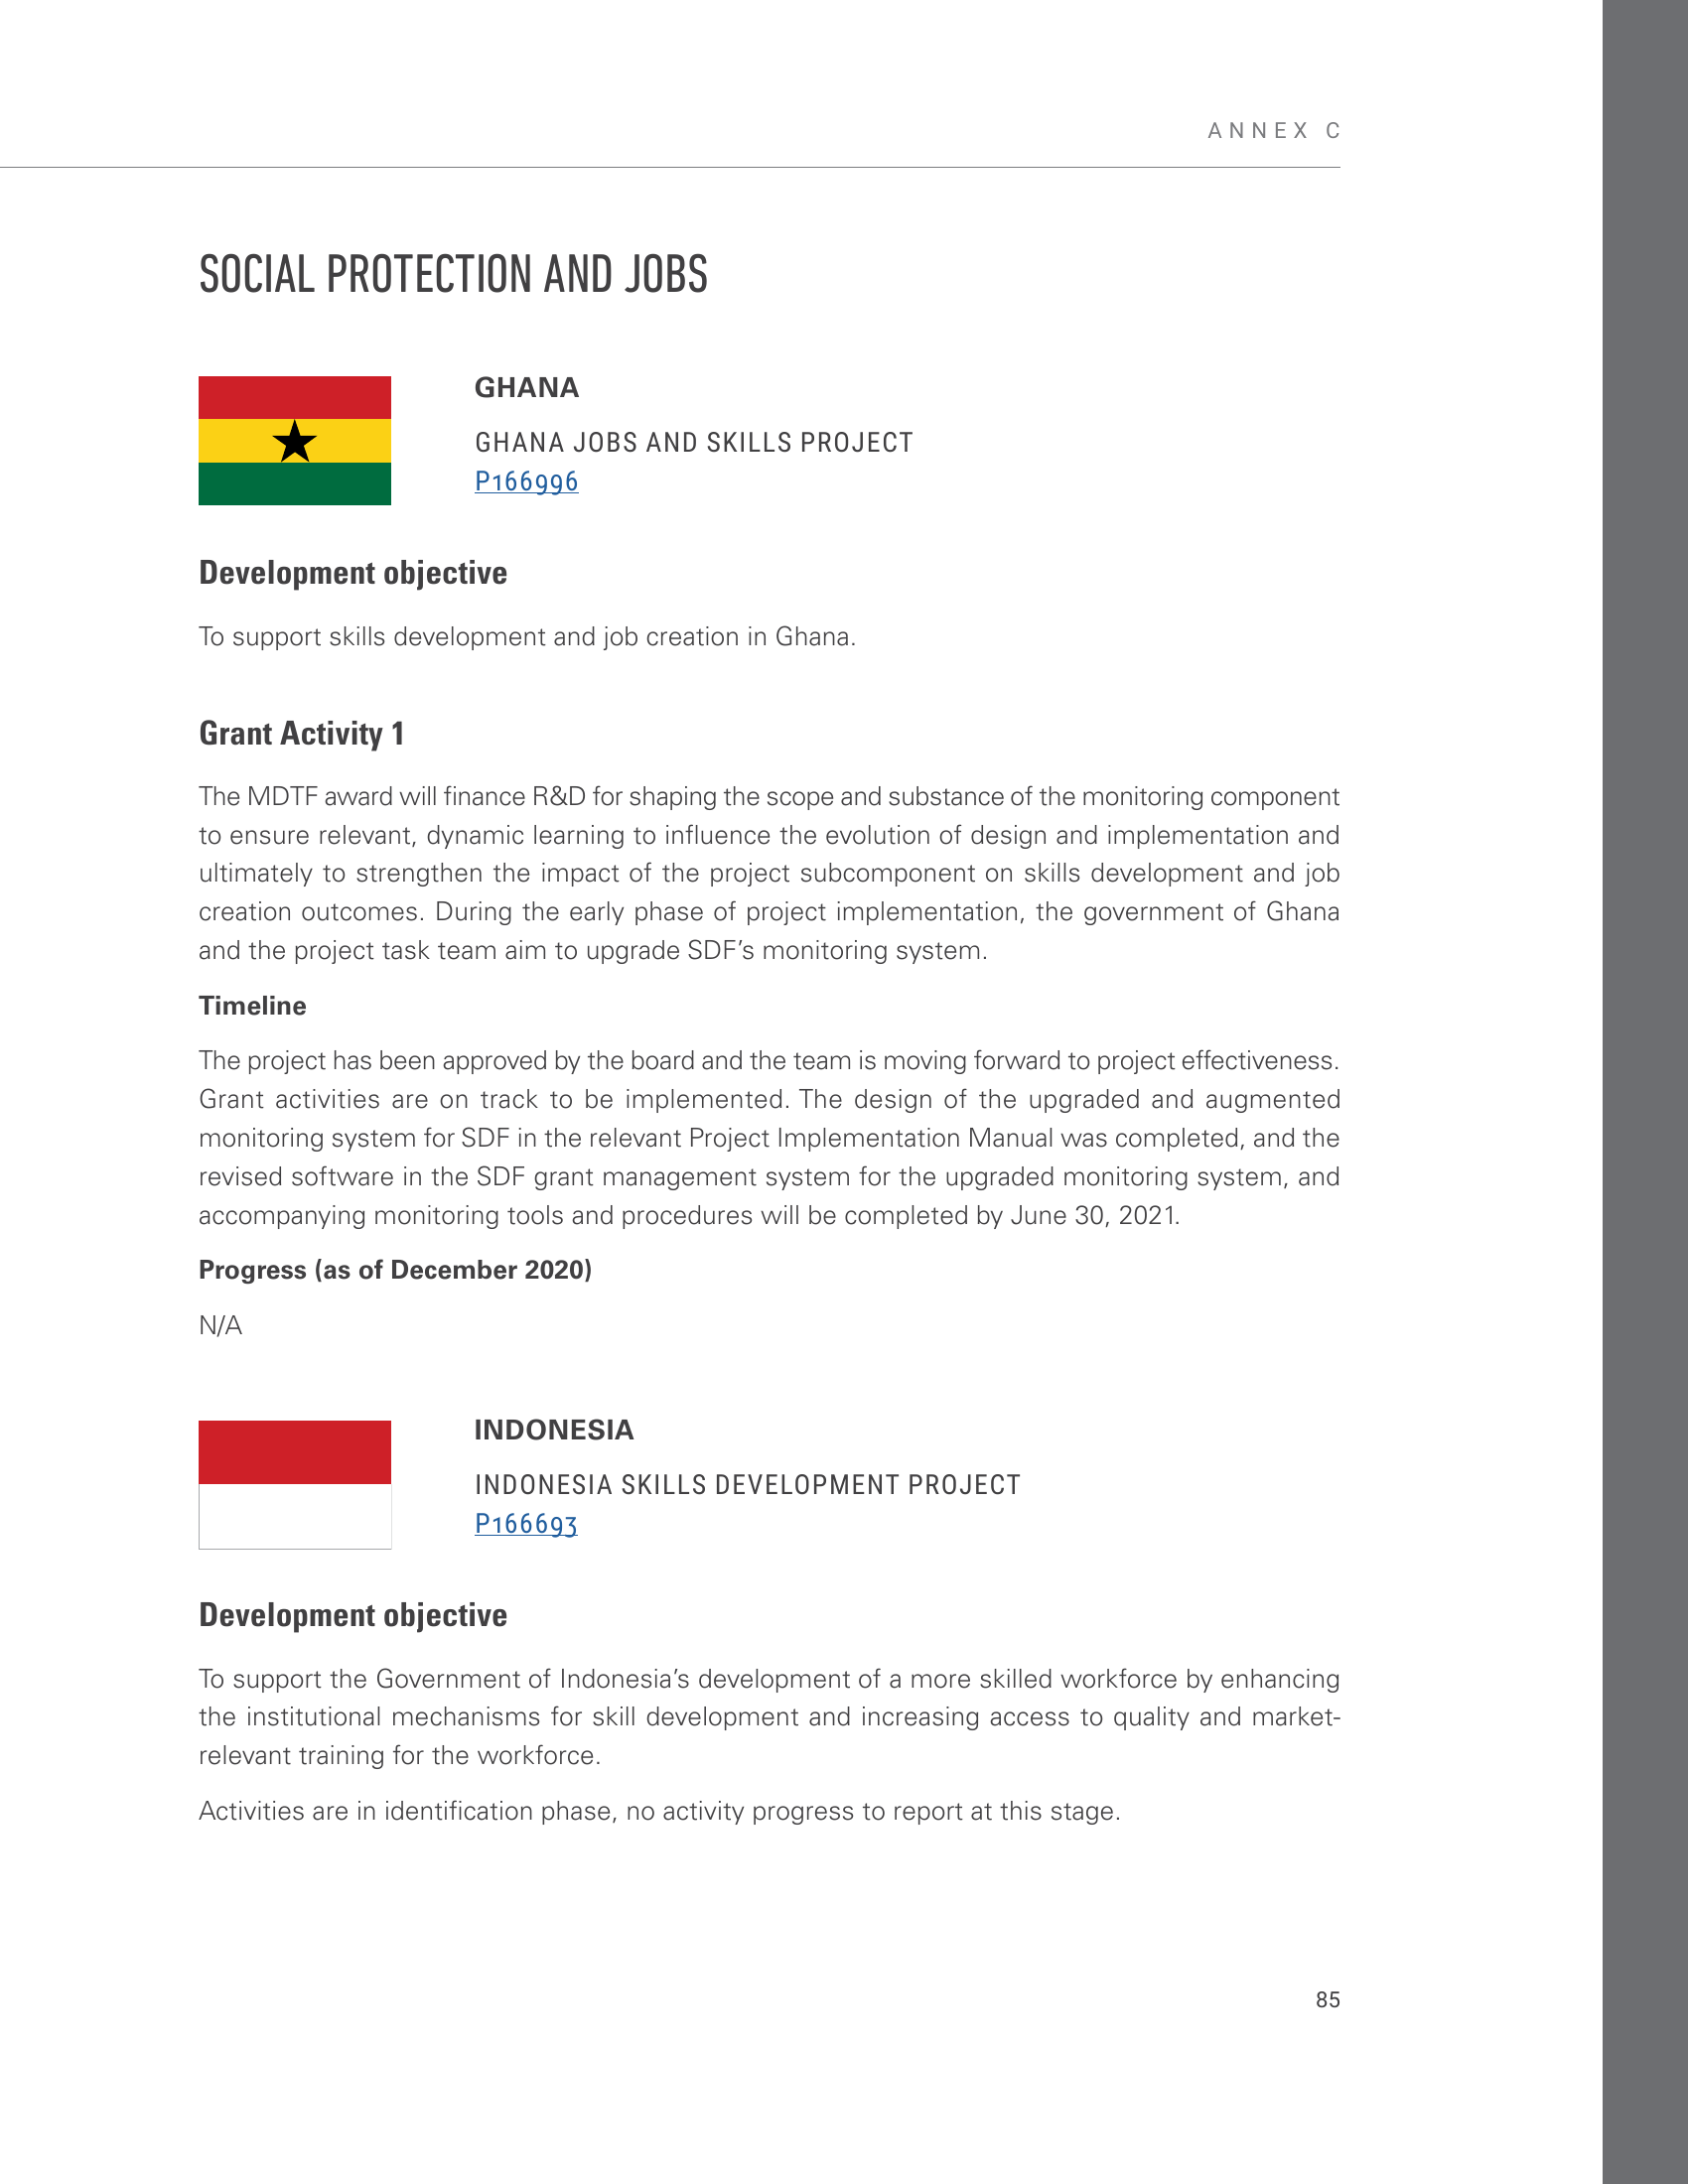 ANNEX C
SOCIAL PROTECTION AND JOBS
GHANA
GHANA JOBS AND SKILLS PROJECT
P166996
Development objective
To support skills development and job creation in Ghana.
Grant Activity 1
The MDTF award will finance R&D for shaping the scope and substance of the monitoring component
to ensure relevant, dynamic learning to influence the evolution of design and implementation and
ultimately to strengthen the impact of the project subcomponent on skills development and job
creation outcomes. During the early phase of project implementation, the government of Ghana
and the project task team aim to upgrade SDF’s monitoring system.
Timeline
The project has been approved by the board and the team is moving forward to project effectiveness.
Grant activities are on track to be implemented. The design of the upgraded and augmented
monitoring system for SDF in the relevant Project Implementation Manual was completed, and the
revised software in the SDF grant management system for the upgraded monitoring system, and
accompanying monitoring tools and procedures will be completed by June 30, 2021.
Progress (as of December 2020)
N/A
INDONESIA
INDONESIA SKILLS DEVELOPMENT PROJECT
P166693
Development objective
To support the Government of Indonesia’s development of a more skilled workforce by enhancing
the institutional mechanisms for skill development and increasing access to quality and market-
relevant training for the workforce.
Activities are in identification phase, no activity progress to report at this stage.
85